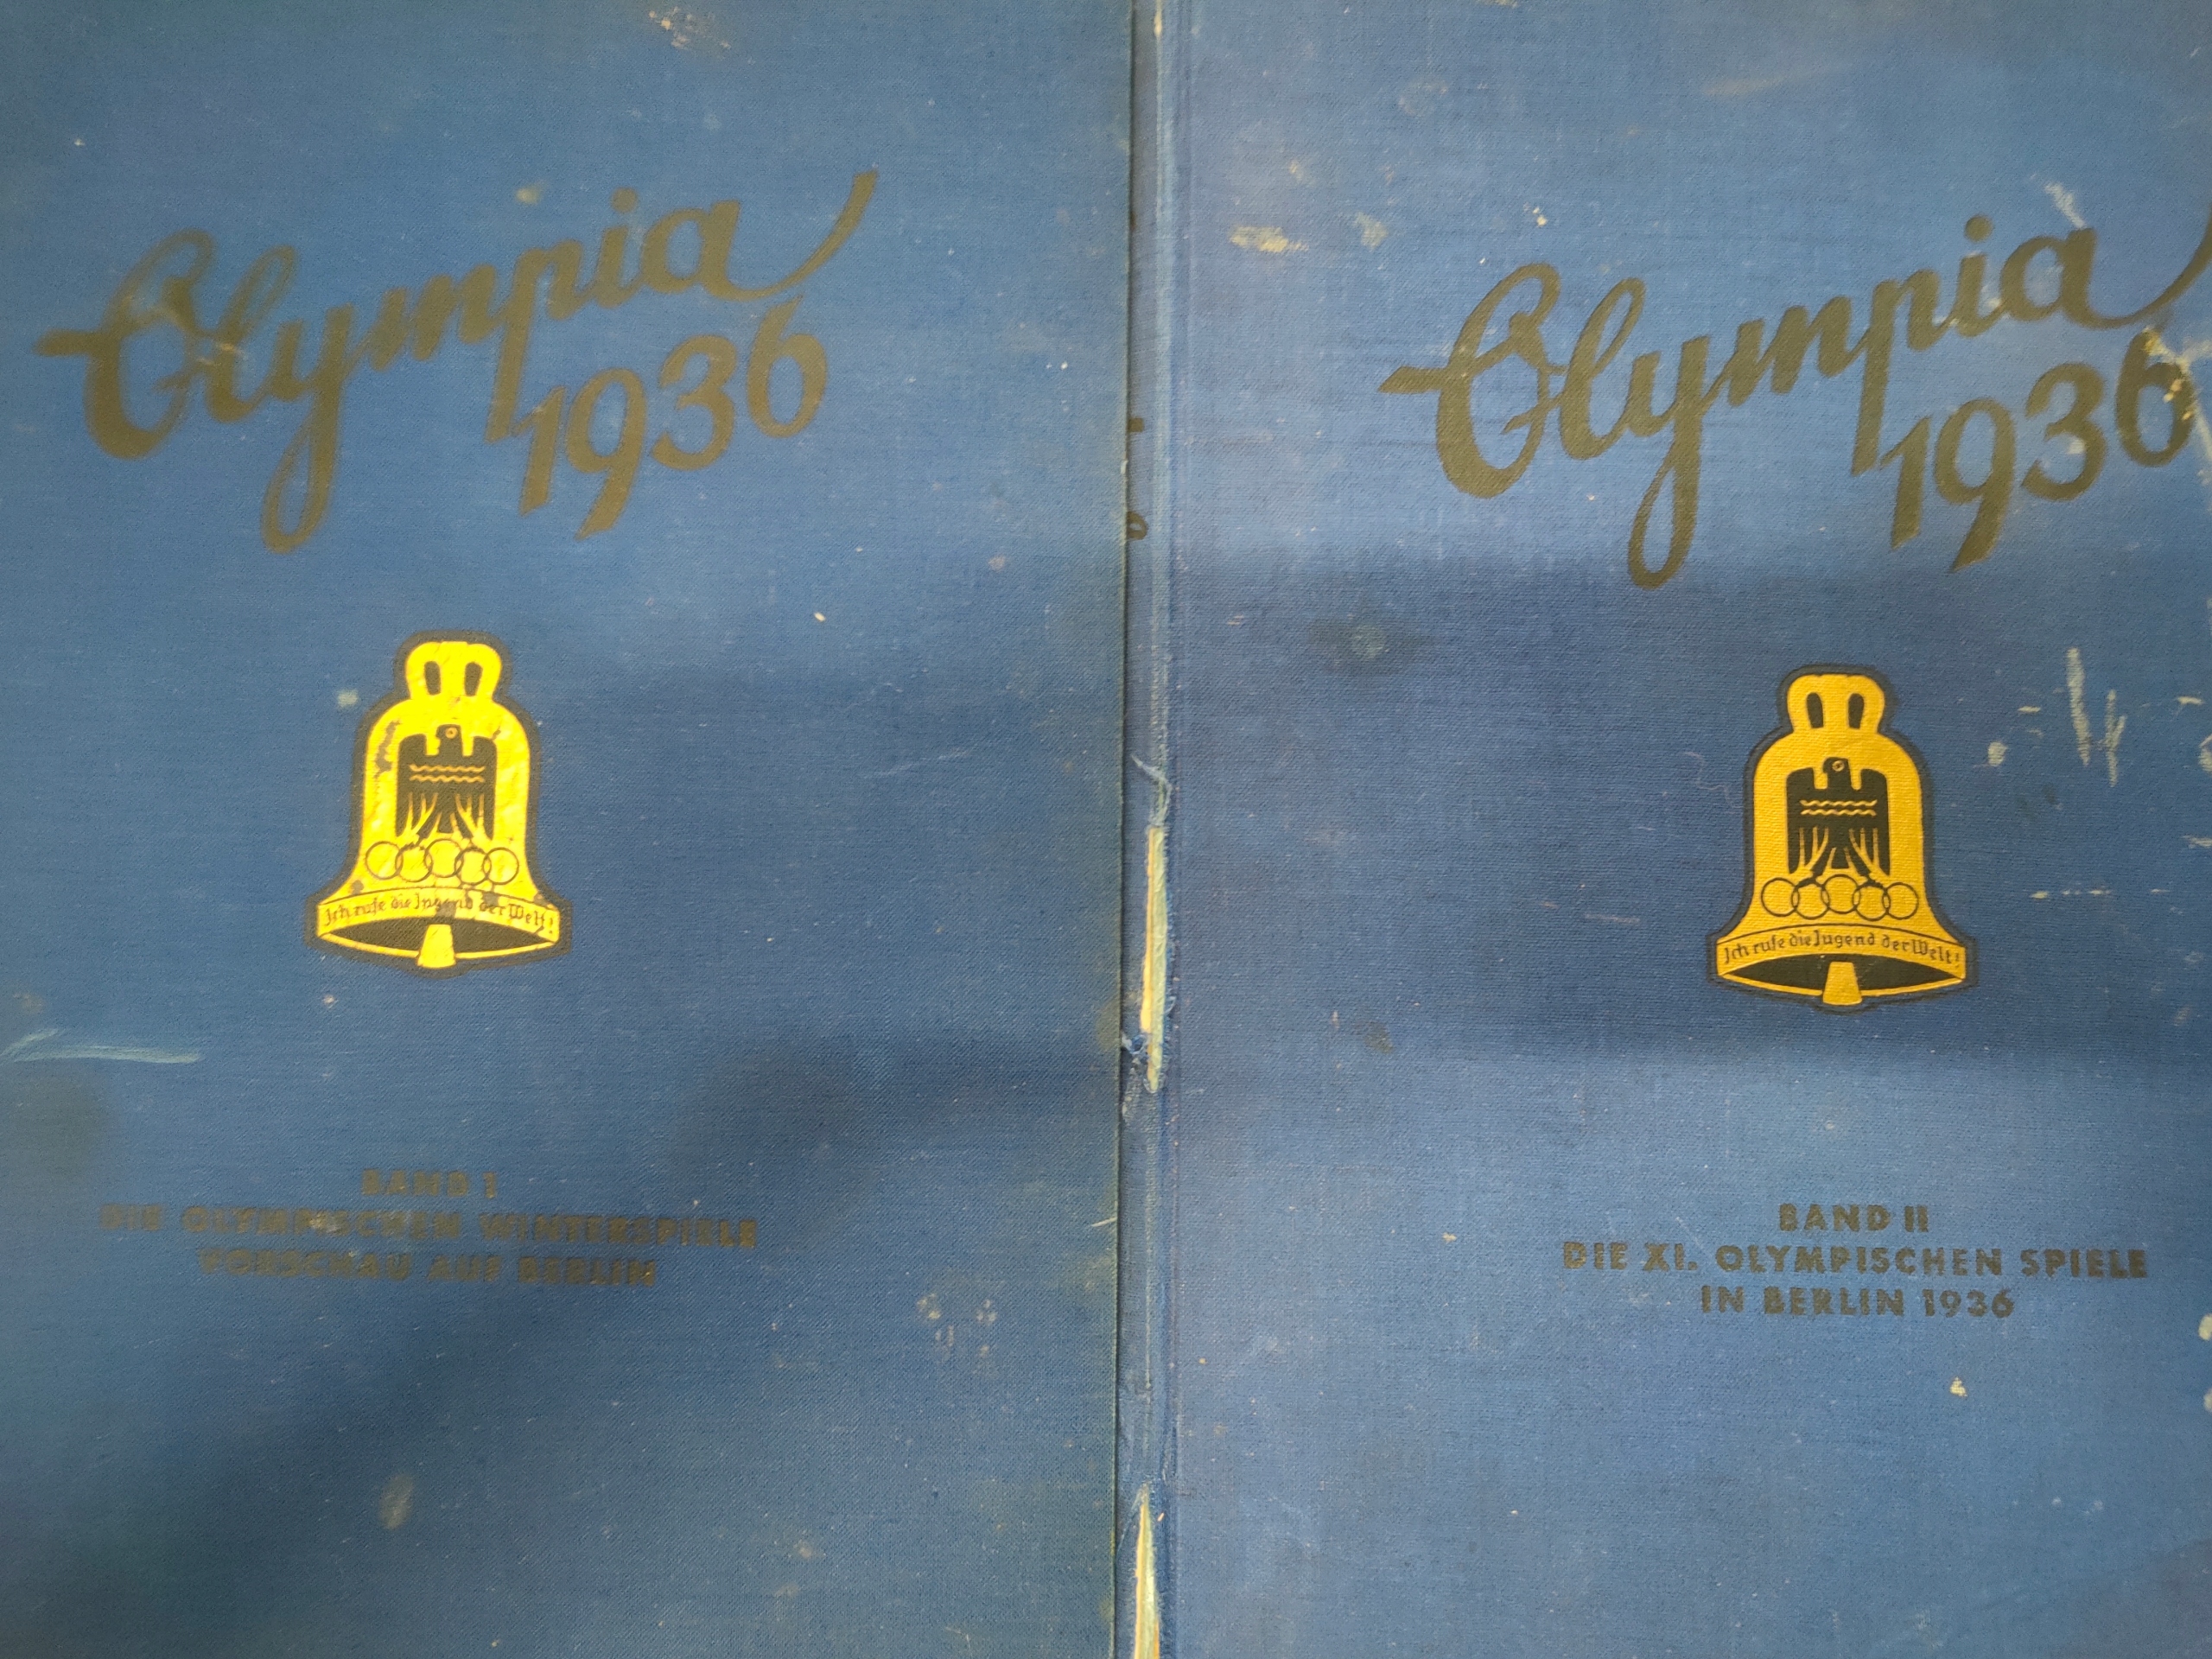 Olympia
1936
Ich rufe die Jugend der Welt!
BAND I
DIE OLYMPISCHEN WINTERSPIELE
VORSCHAU AUF BERLIN
Olympia
1936
Ich rufe die Jugend der Welt!
BAND II
DIE XI. OLYMPISCHEN SPIELE
IN BERLIN 1936